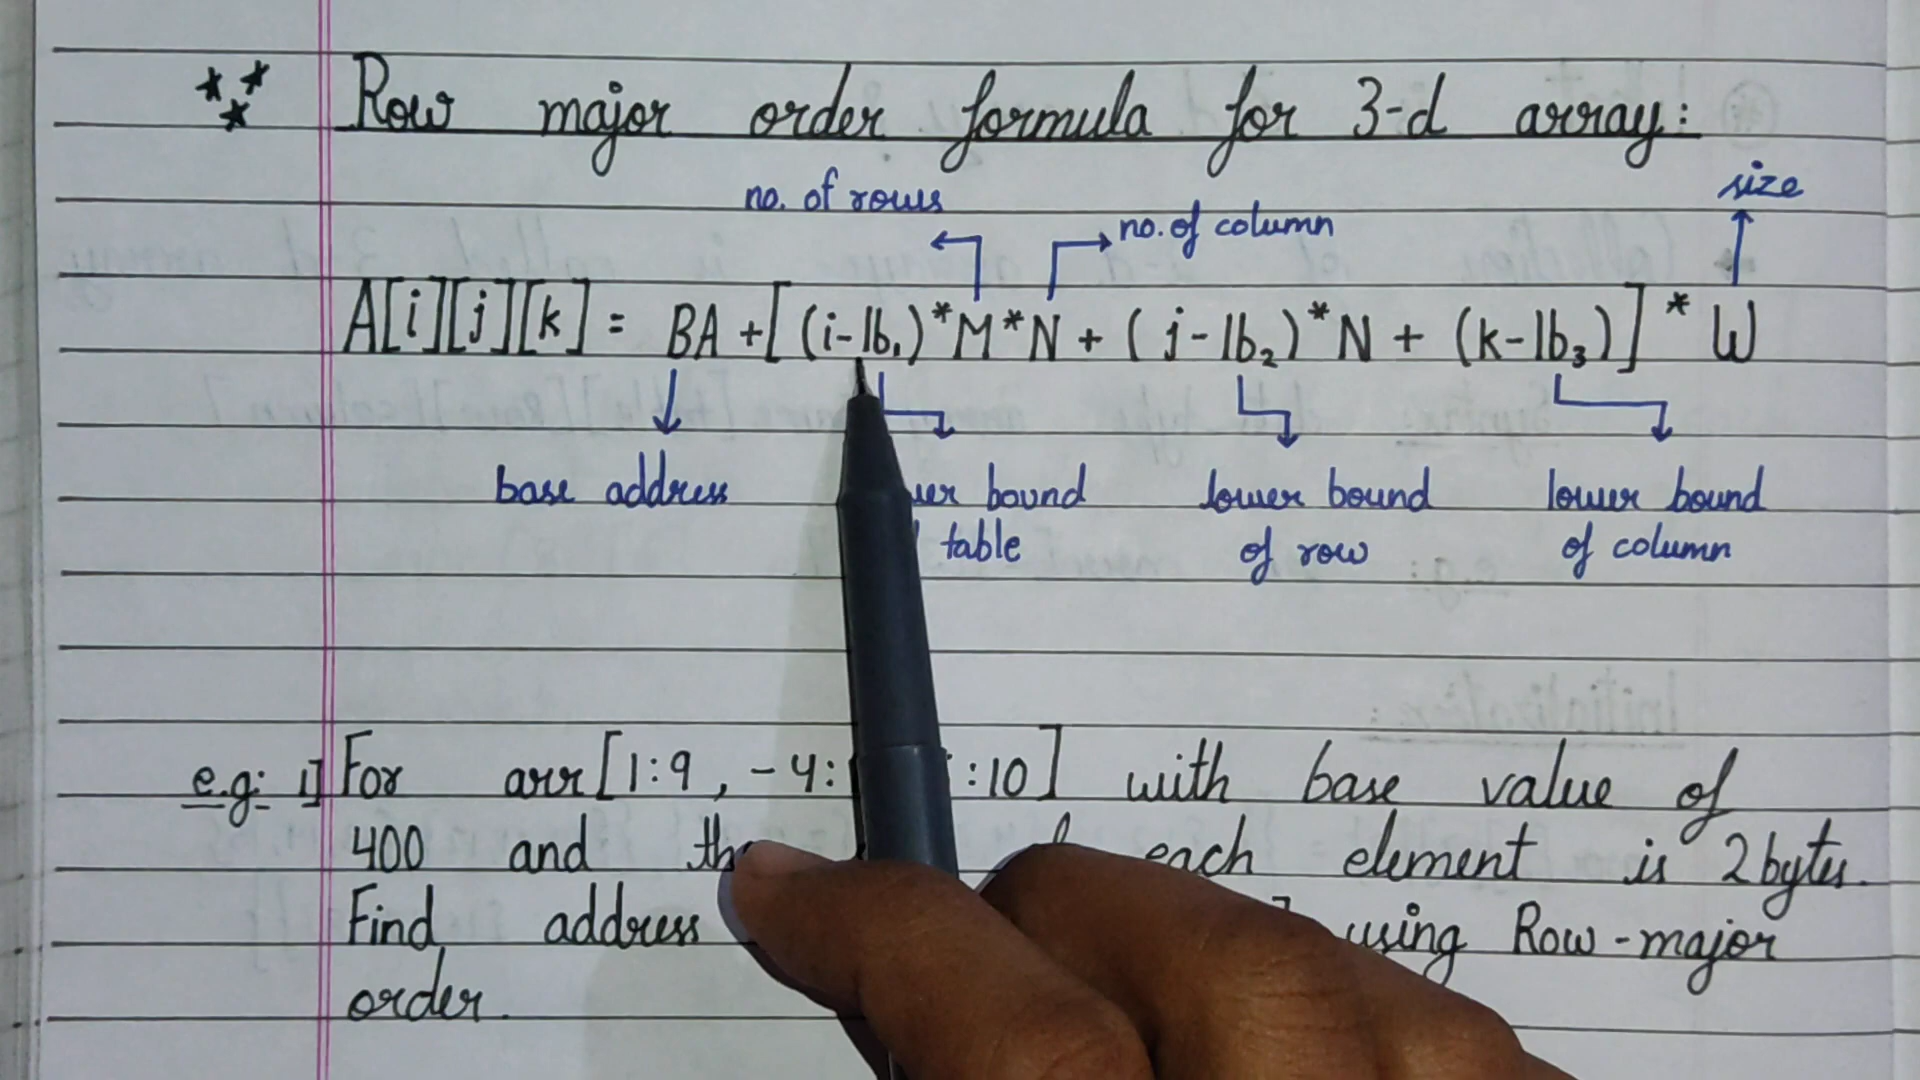 Row major order formula for 3-d array:
no. of rows
no. of column
size
A[i][j][k] = BA + [(i-lb₁)*M*N + (j-lb₂)*N + (k-lb₃)] * W
base address
bound
table
lower bound
of row
lower bound
of column
e.g: 1] For arr[1:9, -4: :10] with base value of
400 and each element is 2 bytes.
Find address using Row-major
order.